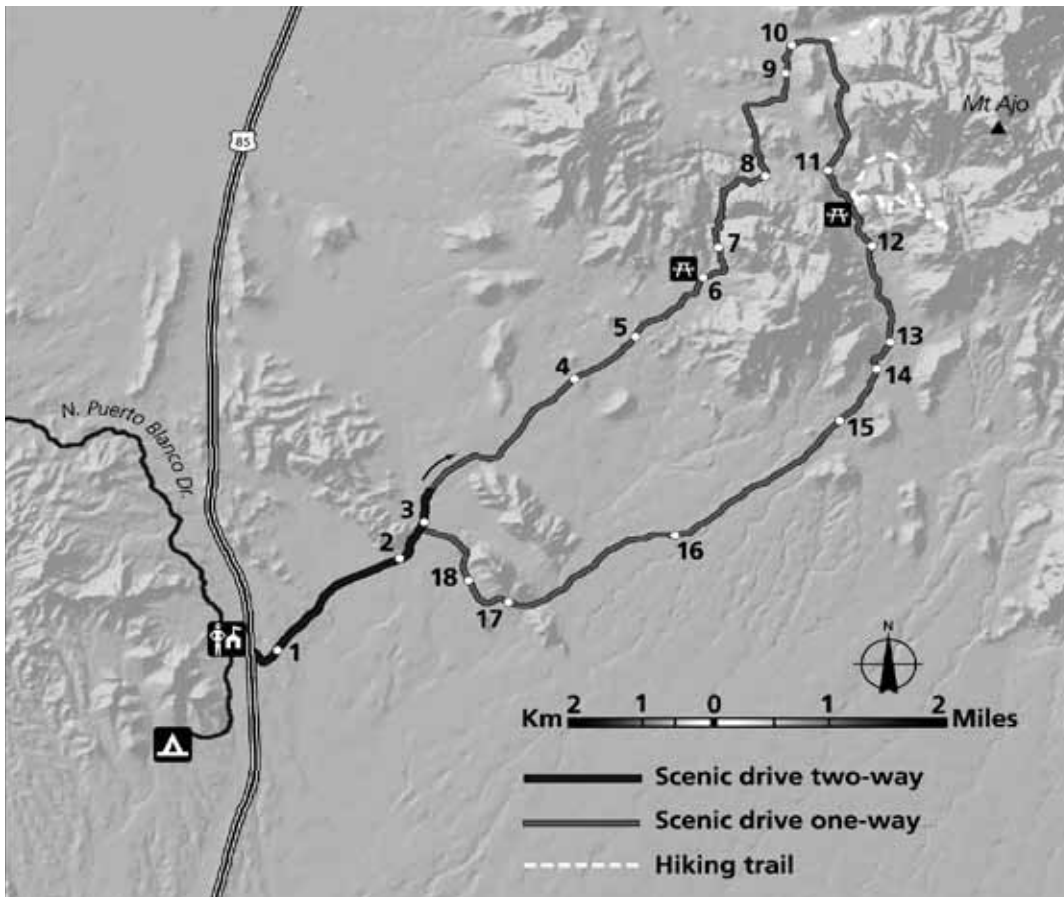 10
9
Mt Ajo
85
8
11
7
12
6
5
13
4
14
N. Puerto Blanco Dr.
15
3
2
16
18
17
1
N
Km 2 1 0 1 2 Miles
Scenic drive two-way
Scenic drive one-way
Hiking trail